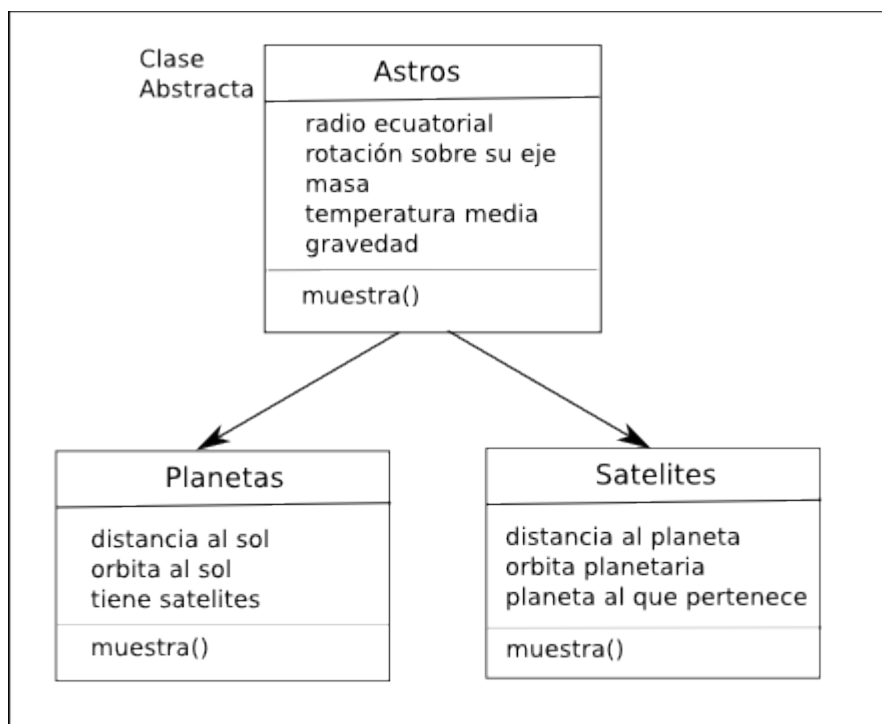 Clase
Abstracta
Astros
radio ecuatorial
rotación sobre su eje
masa
temperatura media
gravedad
muestra()
Planetas
distancia al sol
orbita al sol
tiene satelites
muestra()
Satelites
distancia al planeta
orbita planetaria
planeta al que pertenece
muestra()